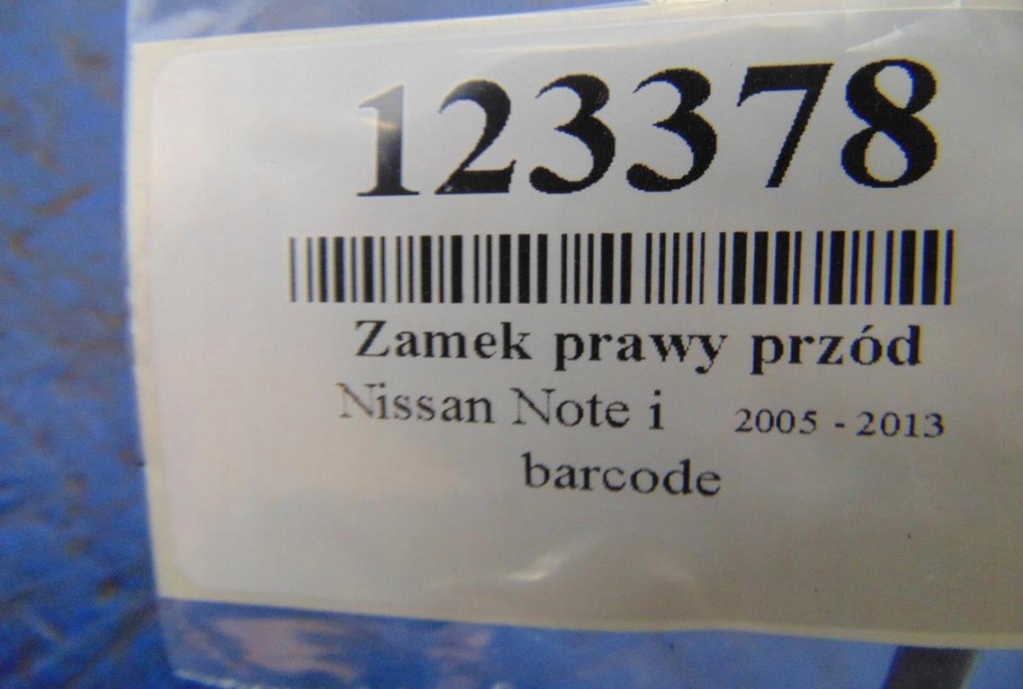 123378
Zamek prawy przód
Nissan Note i 2005 - 2013
barcode